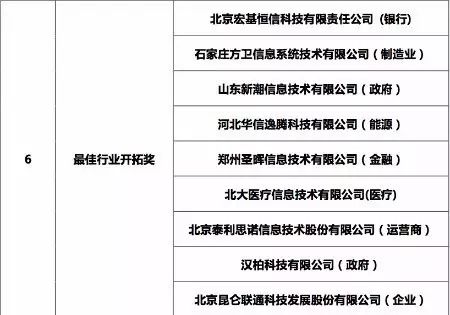 北京宏基恒信科技有限责任公司 (银行)
石家庄方卫信息系统技术有限公司（制造业）
山东新潮信息技术有限公司（政府）
河北华信逸腾科技有限公司（能源）
6
最佳行业开拓奖
郑州圣晖信息技术有限公司（金融）
北大医疗信息技术有限公司(医疗)
北京泰利思诺信息技术股份有限公司（运营商）
汉柏科技有限公司（政府）
北京昆仑联通科技发展股份有限公司（企业）